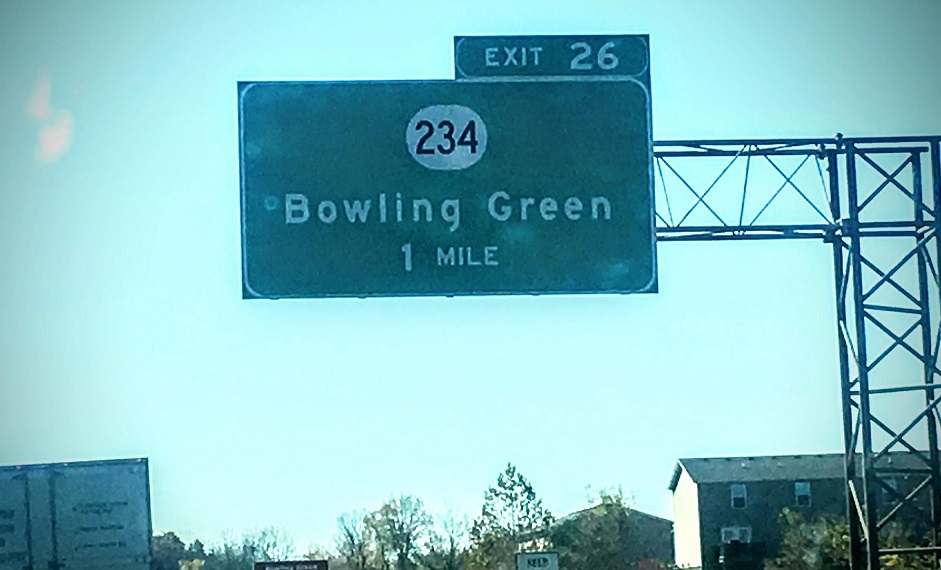 EXIT 26
234
Bowling Green
1 MILE